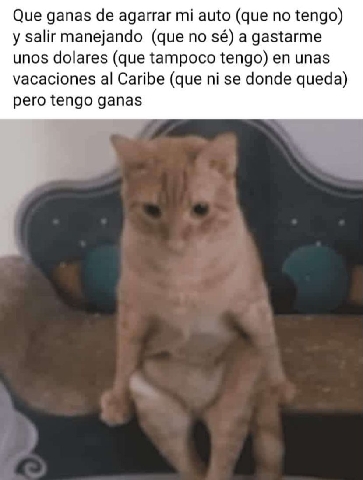 Que ganas de agarrar mi auto (que no tengo)
y salir manejando (que no sé) a gastarme
unos dolares (que tampoco tengo) en unas
vacaciones al Caribe (que ni se donde queda)
pero tengo ganas